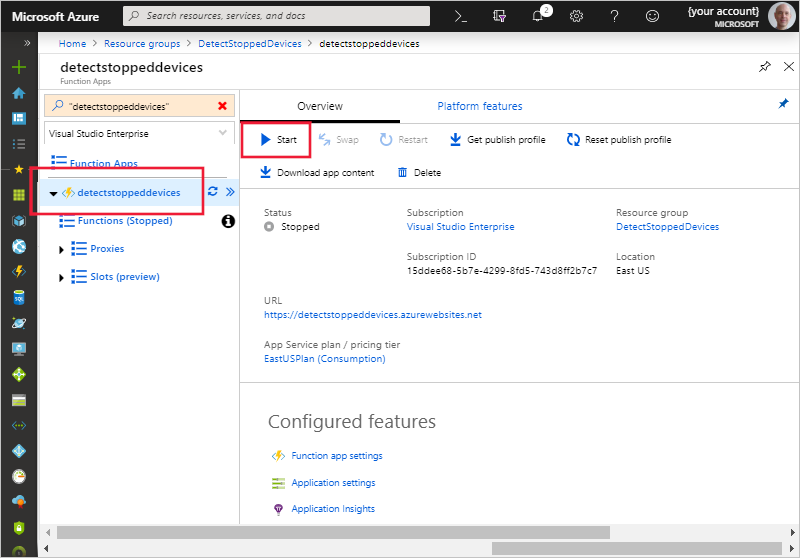 Microsoft Azure
Search resources, services, and docs
2
{your account}
MICROSOFT
Home > Resource groups > DetectStoppedDevices > detectstoppeddevices
detectstoppeddevices
Function Apps
"detectstoppeddevices"
Visual Studio Enterprise
Function Apps
detectstoppeddevices
Functions (Stopped)
Proxies
Slots (preview)
Overview
Platform features
Start
Swap
Restart
Get publish profile
Reset publish profile
Download app content
Delete
Status
Stopped
Subscription
Visual Studio Enterprise
Resource group
DetectStoppedDevices
Subscription ID
15ddee68-5b7e-4299-8fd5-743d8ff2b7c7
Location
East US
URL
https://detectstoppeddevices.azurewebsites.net
App Service plan / pricing tier
EastUSPlan (Consumption)
Configured features
Function app settings
Application settings
Application Insights